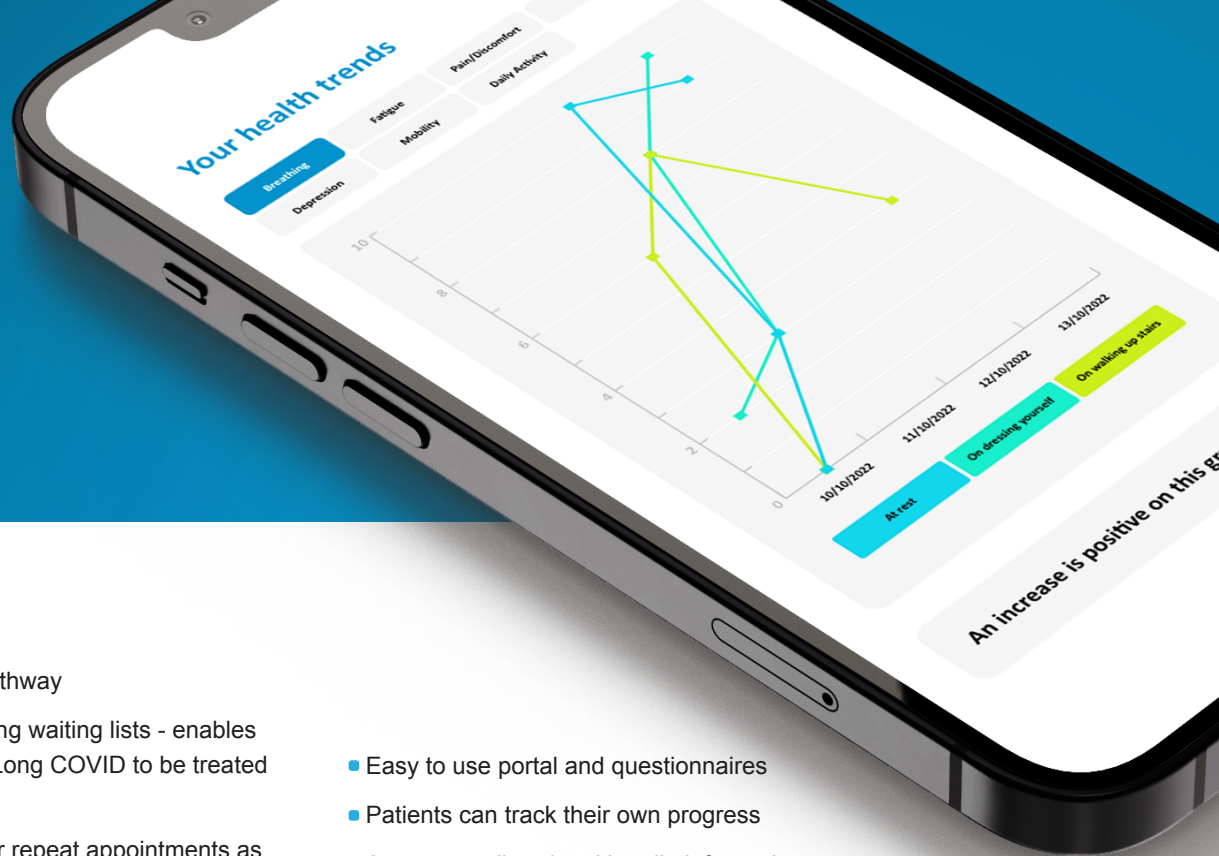 Your health trends
Breathing
Fatigue
Pain/Discomfort
Depression
Mobility
Daily Activity
10
8
6
4
2
0
10/10/2022
11/10/2022
12/10/2022
13/10/2022
At rest
On dressing yourself
On walking up stairs
An increase is positive on this
waiting lists - enables
Long COVID to be treated
repeat appointments as
Easy to use portal and questionnaires
Patients can track their own progress